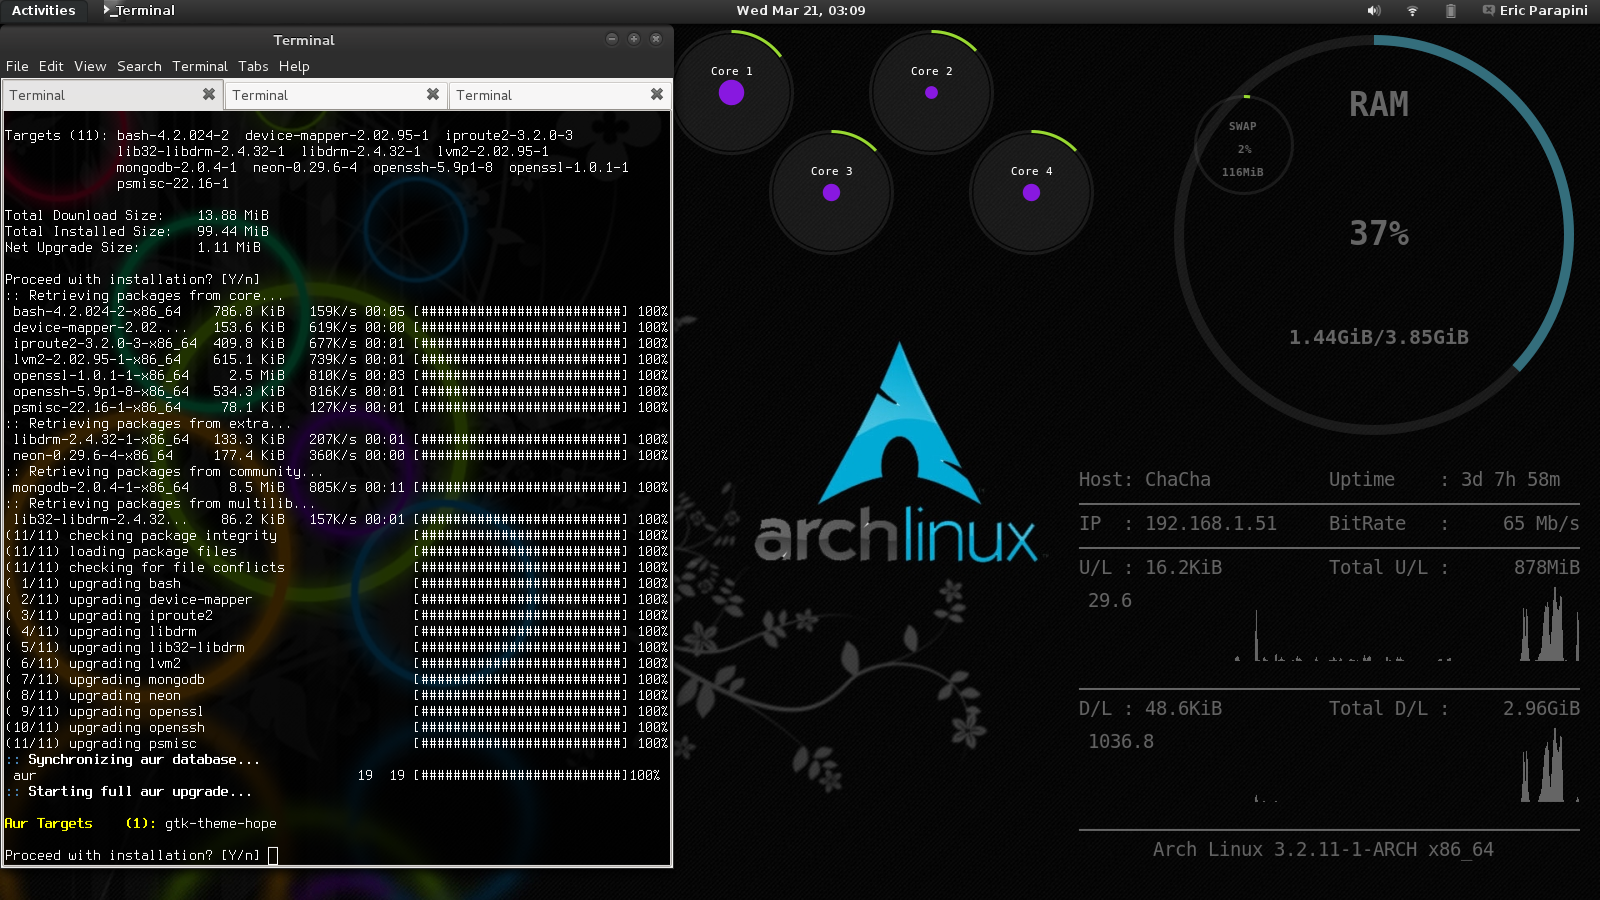 Activities Terminal Wed Mar 21, 03:09 Eric Parapini
Terminal
File Edit View Search Terminal Tabs Help
Terminal Terminal Terminal
Targets (11): bash-4.2.024-2 device-mapper-2.02.95-1 iproute2-3.2.0-3
lib32-libdrm-2.4.32-1 libdrm-2.4.32-1 lvm2-2.02.95-1
mongodb-2.0.4-1 neon-0.29.6-4 openssh-5.9p1-8 openssl-1.0.1-1
psmisc-22.16-1
Total Download Size: 13.88 MiB
Total Installed Size: 99.44 MiB
Net Upgrade Size: 1.11 MiB
Proceed with installation? [Y/n]
:: Retrieving packages from core...
bash-4.2.024-2-x86_64 786.8 KiB 159K/s 00:05 [#########################] 100%
device-mapper-2.02.... 153.6 KiB 619K/s 00:00 [#########################] 100%
iproute2-3.2.0-3-x86_64 409.8 KiB 677K/s 00:01 [#########################] 100%
lvm2-2.02.95-1-x86_64 615.1 KiB 739K/s 00:01 [#########################] 100%
openssl-1.0.1-1-x86_64 2.5 MiB 810K/s 00:03 [#########################] 100%
openssh-5.9p1-8-x86_64 534.3 KiB 816K/s 00:01 [#########################] 100%
psmisc-22.16-1-x86_64 78.1 KiB 127K/s 00:01 [#########################] 100%
:: Retrieving packages from extra...
libdrm-2.4.32-1-x86_64 133.3 KiB 207K/s 00:01 [#########################] 100%
neon-0.29.6-4-x86_64 177.4 KiB 360K/s 00:00 [#########################] 100%
:: Retrieving packages from community...
mongodb-2.0.4-1-x86_64 8.5 MiB 805K/s 00:11 [#########################] 100%
:: Retrieving packages from multilib...
lib32-libdrm-2.4.32... 86.2 KiB 157K/s 00:01 [#########################] 100%
(11/11) checking package integrity [#########################] 100%
(11/11) loading package files [#########################] 100%
(11/11) checking for file conflicts [#########################] 100%
( 1/11) upgrading bash [#########################] 100%
( 2/11) upgrading device-mapper [#########################] 100%
( 3/11) upgrading iproute2 [#########################] 100%
( 4/11) upgrading libdrm [#########################] 100%
( 5/11) upgrading lib32-libdrm [#########################] 100%
( 6/11) upgrading lvm2 [#########################] 100%
( 7/11) upgrading mongodb [#########################] 100%
( 8/11) upgrading neon [#########################] 100%
( 9/11) upgrading openssl [#########################] 100%
(10/11) upgrading openssh [#########################] 100%
(11/11) upgrading psmisc [#########################] 100%
:: Synchronizing aur database...
aur 19 19 [#########################]100%
:: Starting full aur upgrade...
Aur Targets (1): gtk-theme-hope
Proceed with installation? [Y/n]
Core 1
Core 2
Core 3
Core 4
RAM
SWAP
2%
116MiB
37%
1.44GiB/3.85GiB
archlinux
Host: ChaCha Uptime : 3d 7h 58m
IP : 192.168.1.51 BitRate : 65 Mb/s
U/L : 16.2KiB Total U/L : 878MiB
29.6
D/L : 48.6KiB Total D/L : 2.96GiB
1036.8
Arch Linux 3.2.11-1-ARCH x86_64